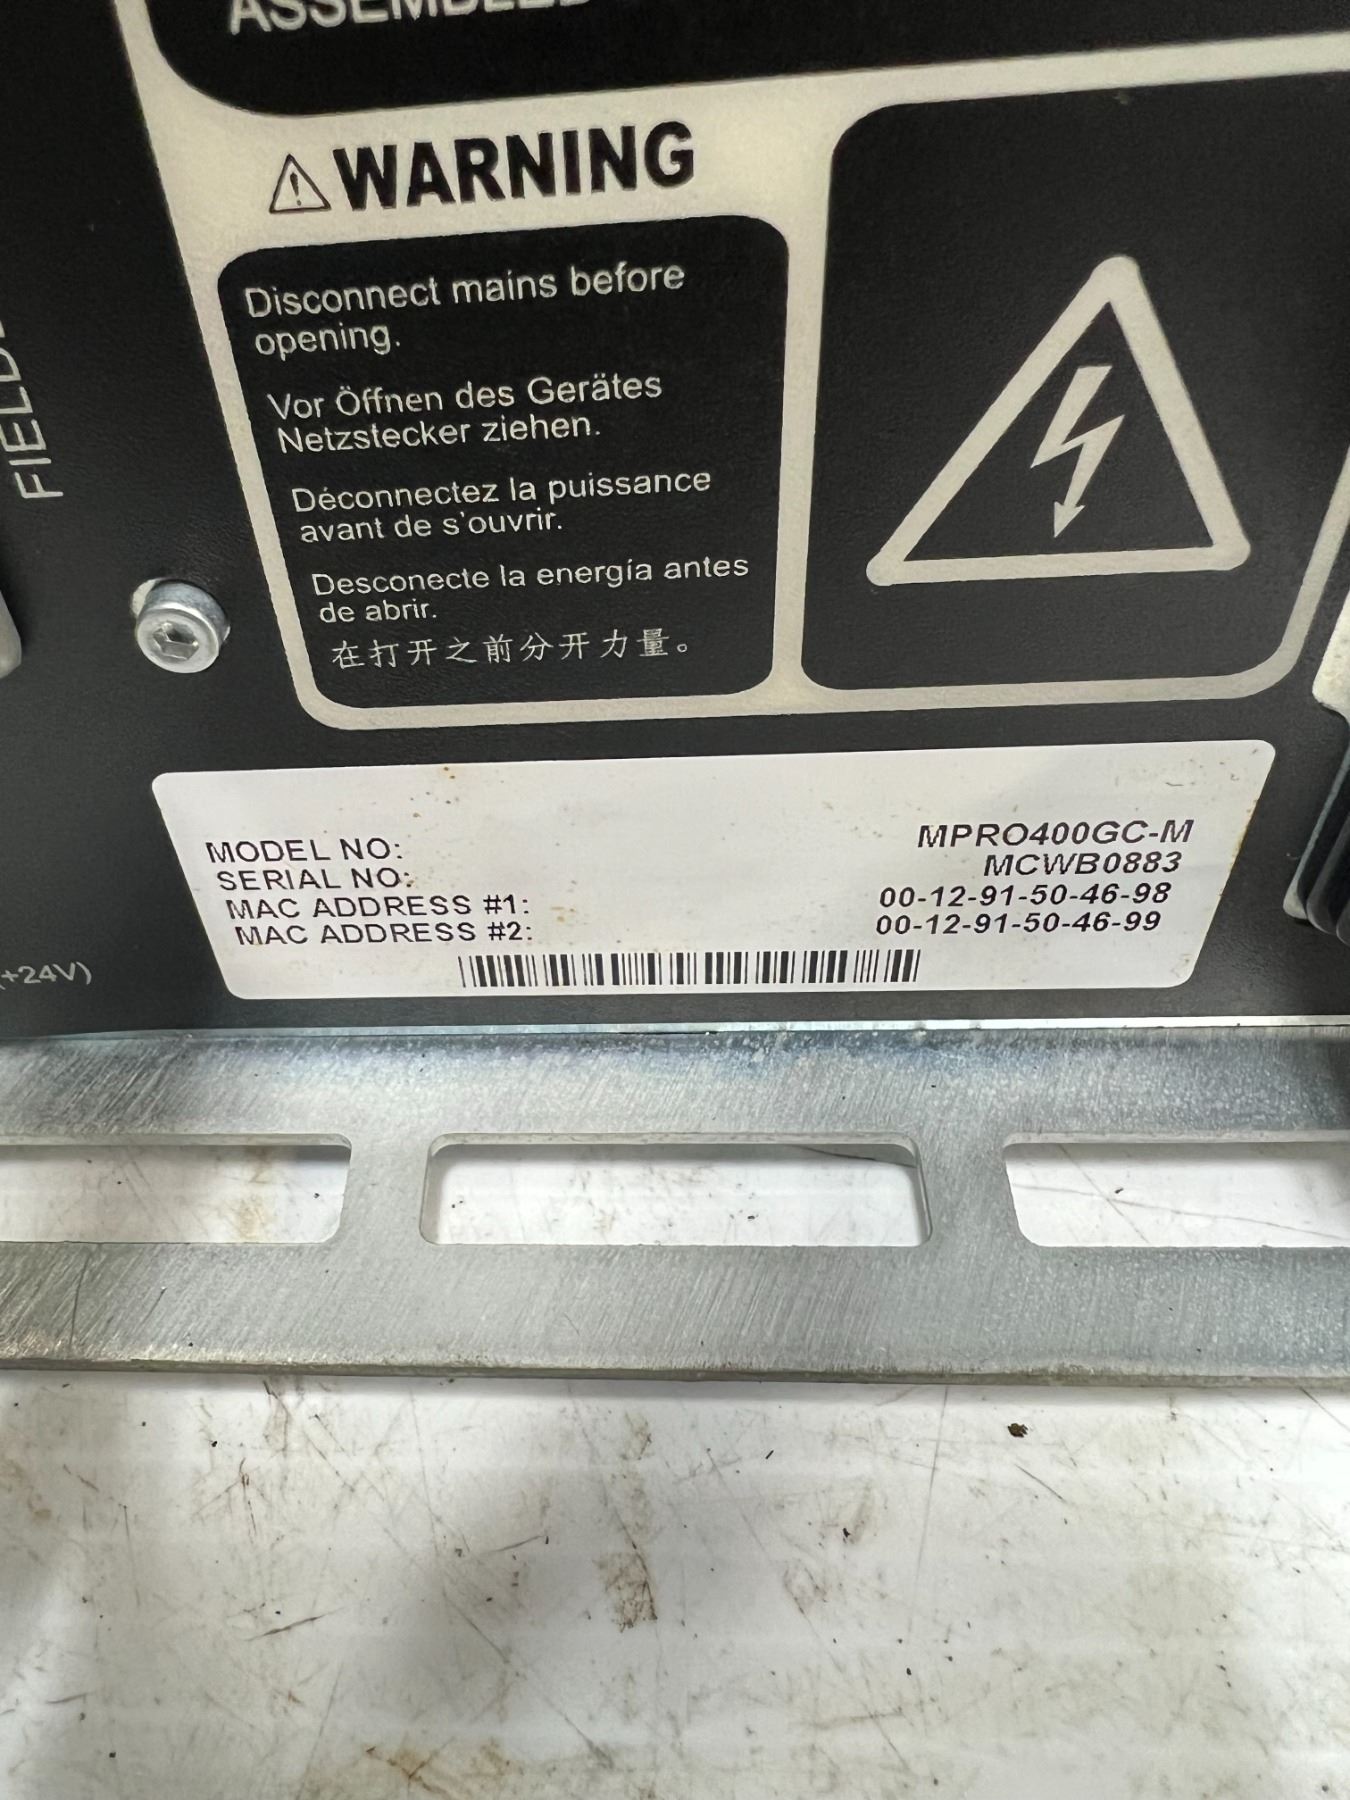 ASSEMBLED
WARNING
Disconnect mains before
opening.
Vor Öffnen des Gerätes
Netzstecker ziehen.
Déconnectez la puissance
avant de s'ouvrir.
Desconecte la energía antes
de abrir.
在打开之前分开力量。
MODEL NO: MPRO400GC-M
SERIAL NO: MCWB0883
MAC ADDRESS #1: 00-12-91-50-46-98
MAC ADDRESS #2: 00-12-91-50-46-99
(+24V)